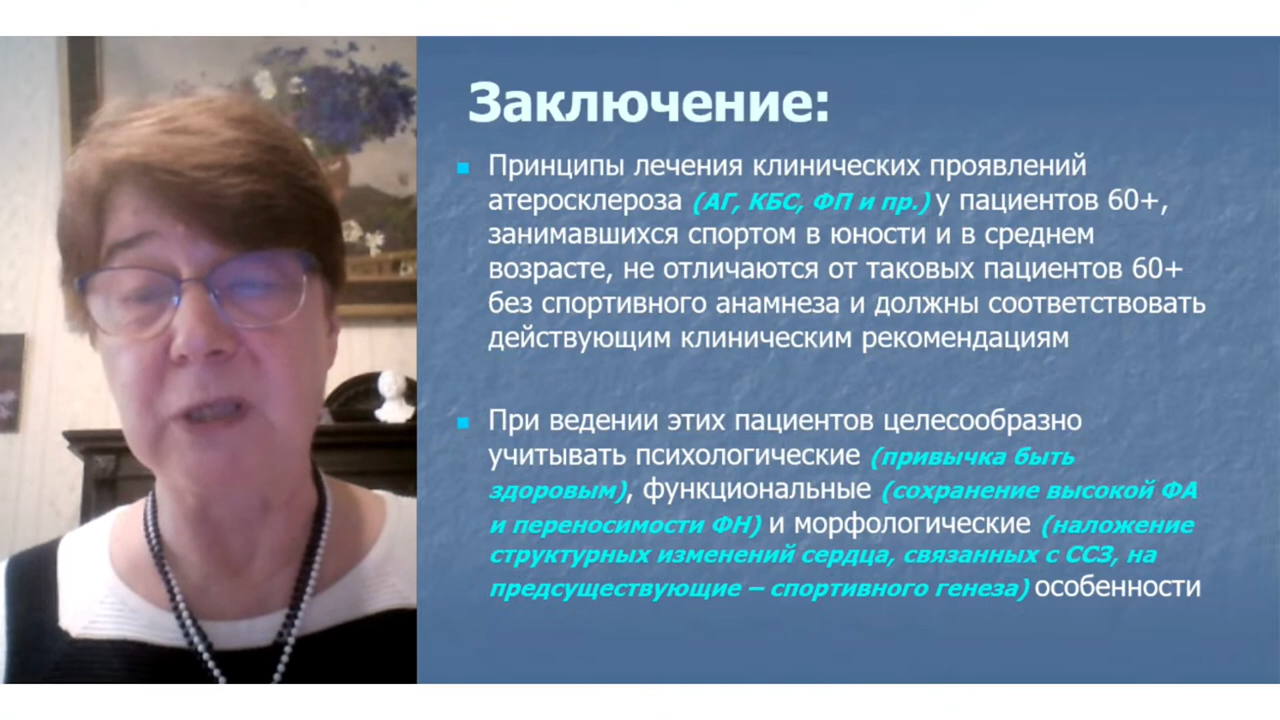 Заключение:
Принципы лечения клинических проявлений
атеросклероза (АГ, КБС, ФП и пр.) у пациентов 60+,
занимавшихся спортом в юности и в среднем
возрасте, не отличаются от таковых пациентов 60+
без спортивного анамнеза и должны соответствовать
действующим клиническим рекомендациям
При ведении этих пациентов целесообразно
учитывать психологические (привычка быть
здоровым), функциональные (сохранение высокой ФА
и переносимости ФН) и морфологические (наложение
структурных изменений сердца, связанных с ССЗ, на
предсуществующие – спортивного генеза) особенности